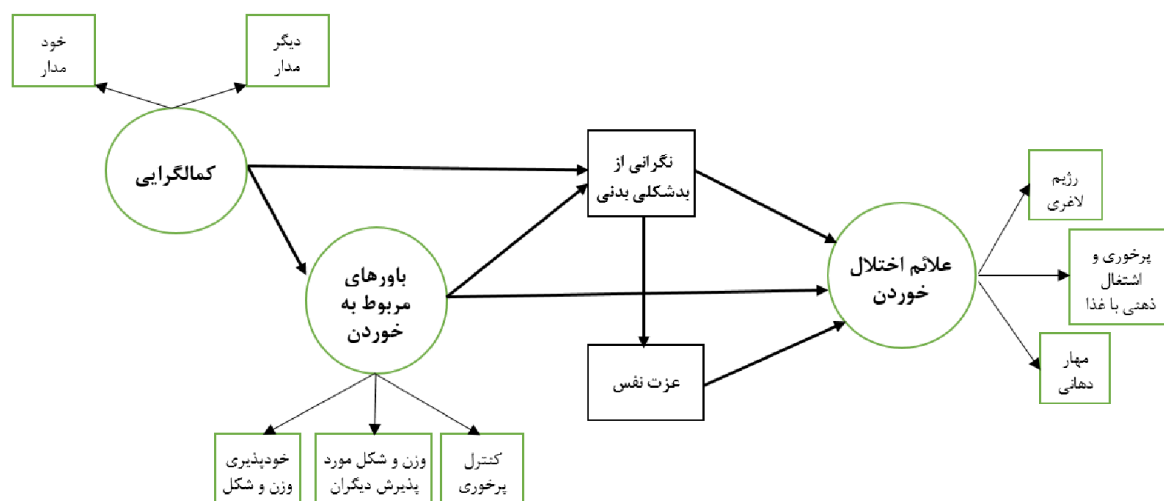 دیگر
مدار
خود
مدار
کمالگرایی
نگرانی از
بدشکلی بدنی
رژیم
لاغری
علائم اختلال
خوردن
پرخوری و
اشتغال
ذهنی با غذا
باورهای
مربوط به
خوردن
مهار
دهانی
عزت نفس
کنترل
پرخوری
وزن و شکل مورد
پذیرش دیگران
خودپذیری
وزن و شکل